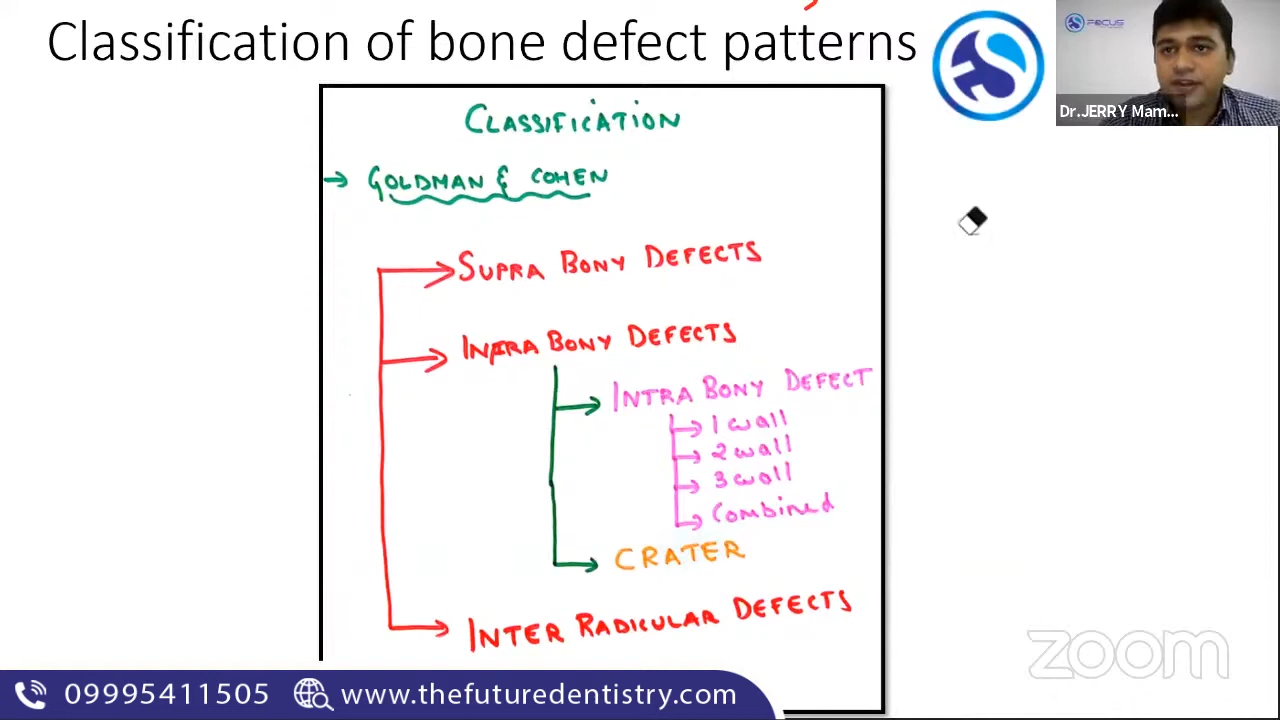 Classification of bone defect patterns
FOCUS
Dr.JERRY Mam...
CLASSIFICATION
→ GOLDMAN & COHEN
SUPRA BONY DEFECTS
INFRA BONY DEFECTS
INTRA BONY DEFECT
1 wall
2 wall
3 wall
Combined
CRATER
INTER RADICULAR DEFECTS
zoom
09995411505 www.thefuturedentistry.com